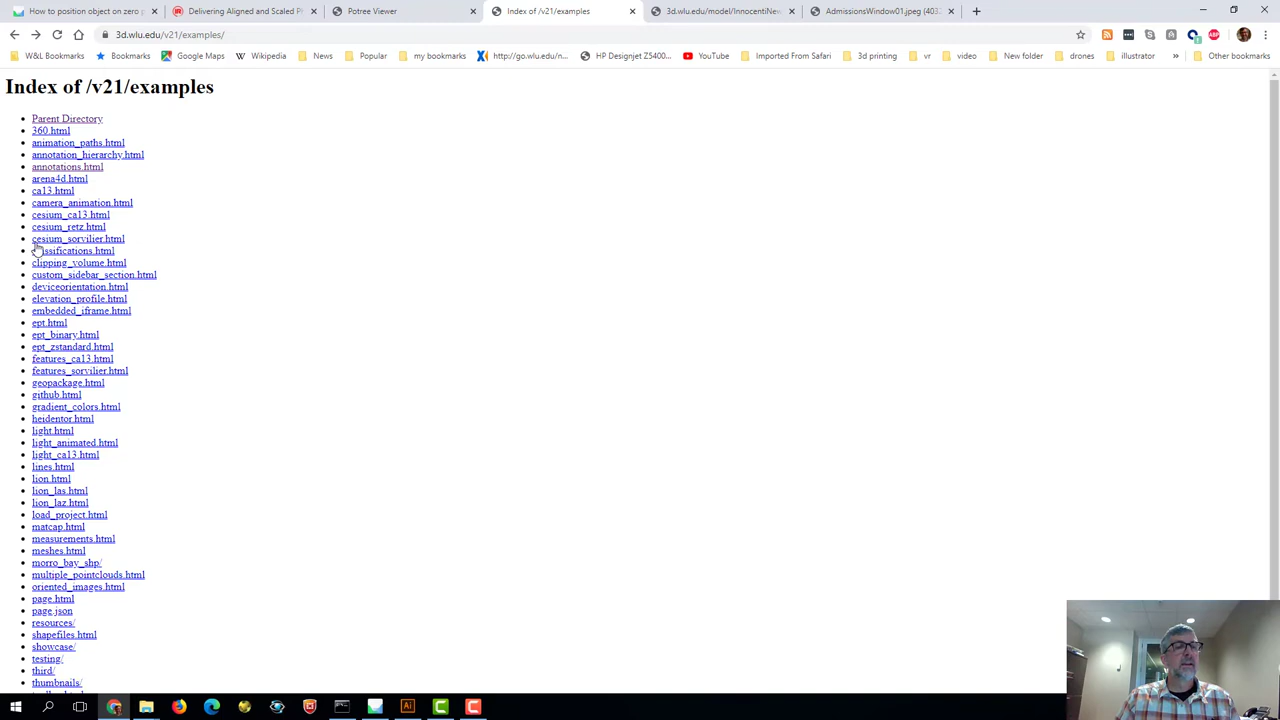 How to position object on zero p
Delivering Aligned and Scaled Ph
Potree Viewer
Index of /v21/examples
3d.wlu.edu/model/InnocentiNew
AdmissionsWindow01.jpeg (403
3d.wlu.edu/v21/examples/
W&L Bookmarks
YouTube to MP3
Google Maps
Wikipedia
News
Popular
my bookmarks
http://go.wlu.edu/n...
HP Designjet Z5400...
YouTube
Imported From Safari
3d printing
vr
video
New folder
drones
illustrator
»
Other bookmarks
Index of /v21/examples
Parent Directory
360.html
animation_paths.html
annotation_hierarchy.html
annotations.html
arena4d.html
ca13.html
camera_animation.html
cesium_ca13.html
cesium_retz.html
cesium_sorvilier.html
ssifications.html
clipping_volume.html
custom_sidebar_section.html
deviceorientation.html
elevation_profile.html
embedded_iframe.html
ept.html
ept_binary.html
ept_zstandard.html
features_ca13.html
features_sorvilier.html
geopackage.html
github.html
gradient_colors.html
heidentor.html
light.html
light_animated.html
light_ca13.html
lines.html
lion.html
lion_las.html
lion_laz.html
load_project.html
matcap.html
measurements.html
meshes.html
morro_bay_shp/
multiple_pointclouds.html
oriented_images.html
page.html
page.json
resources/
shapefiles.html
showcase/
testing/
third/
thumbnails/